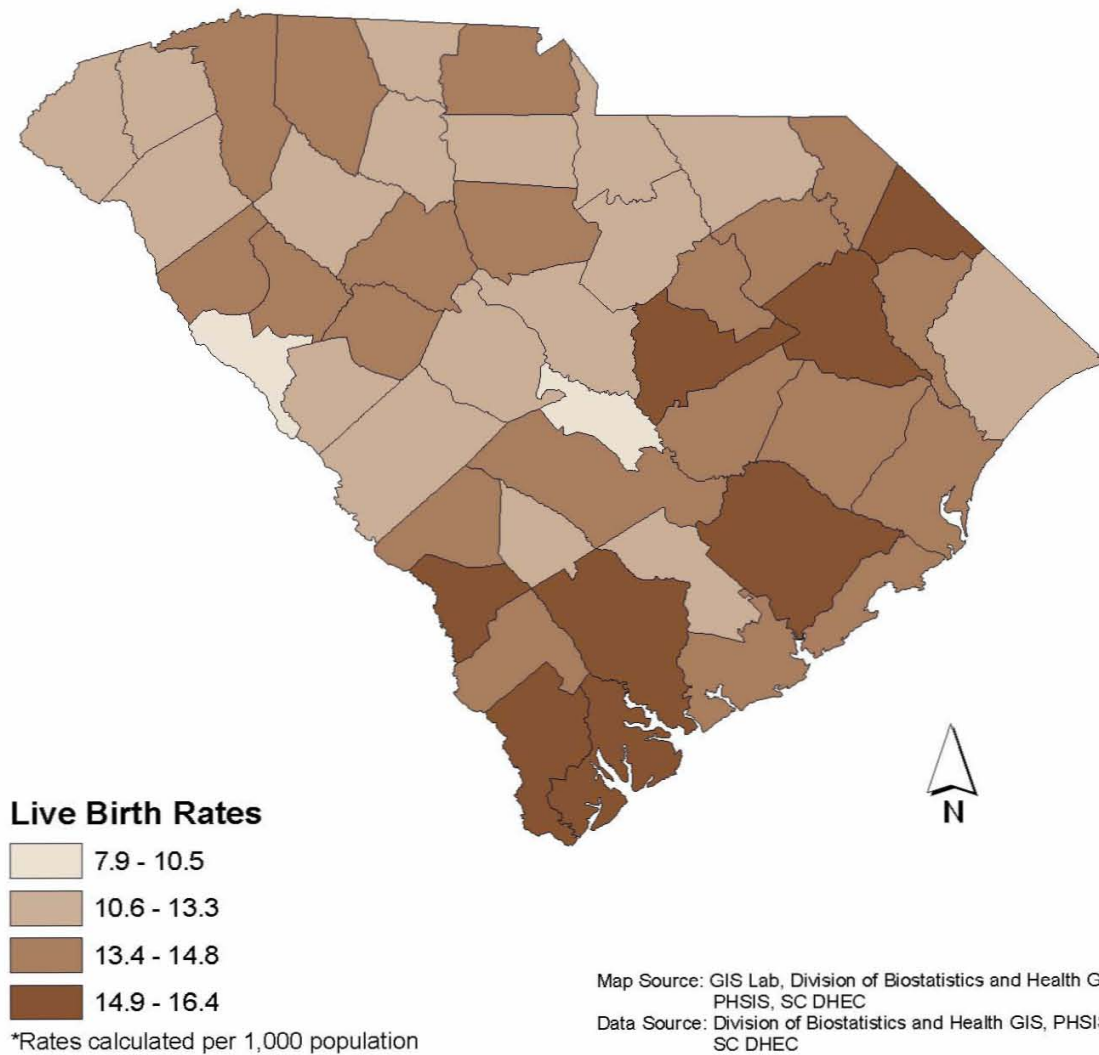 N
Live Birth Rates
7.9 - 10.5
10.6 - 13.3
13.4 - 14.8
14.9 - 16.4
*Rates calculated per 1,000 population
Map Source: GIS Lab, Division of Biostatistics and Health G
PHSIS, SC DHEC
Data Source: Division of Biostatistics and Health GIS, PHSIS
SC DHEC